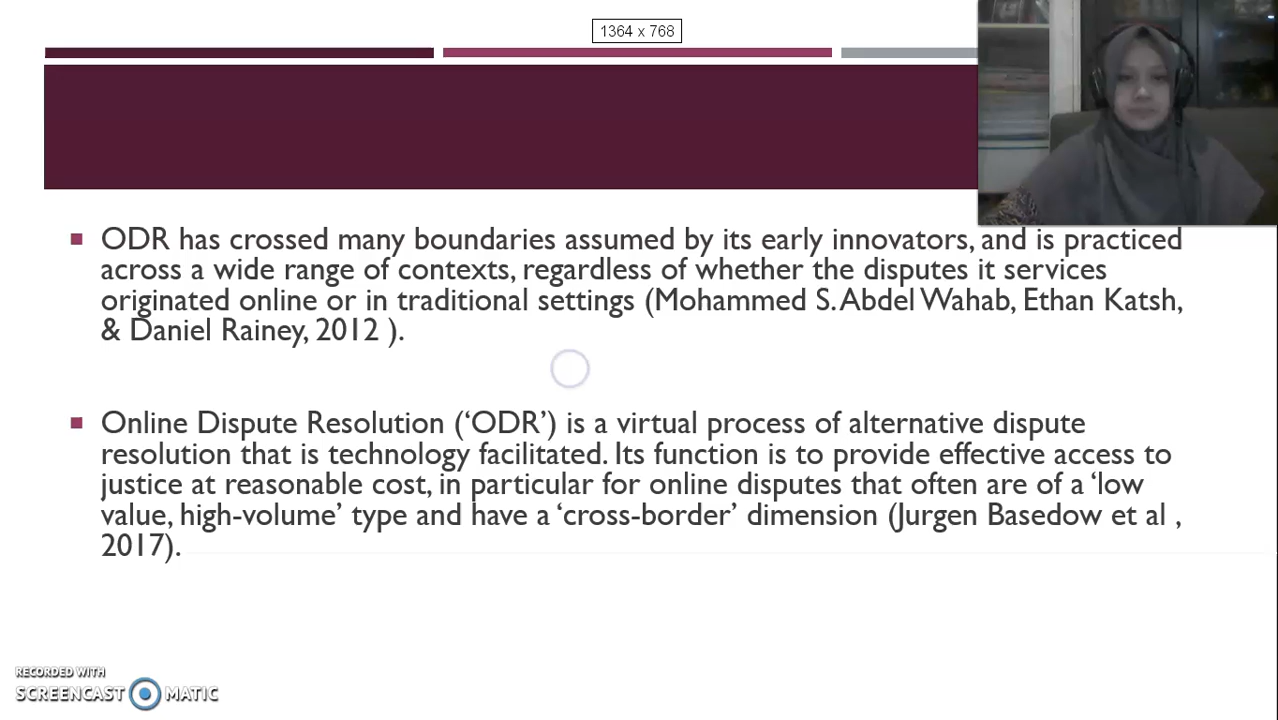 1364 x 768
ODR has crossed many boundaries assumed by its early innovators, and is practiced
across a wide range of contexts, regardless of whether the disputes it services
originated online or in traditional settings (Mohammed S. Abdel Wahab, Ethan Katsh,
& Daniel Rainey, 2012 ).
Online Dispute Resolution (‘ODR’) is a virtual process of alternative dispute
resolution that is technology facilitated. Its function is to provide effective access to
justice at reasonable cost, in particular for online disputes that often are of a ‘low
value, high-volume’ type and have a ‘cross-border’ dimension (Jurgen Basedow et al ,
2017).
RECORDED WITH
SCREENCAST MATIC